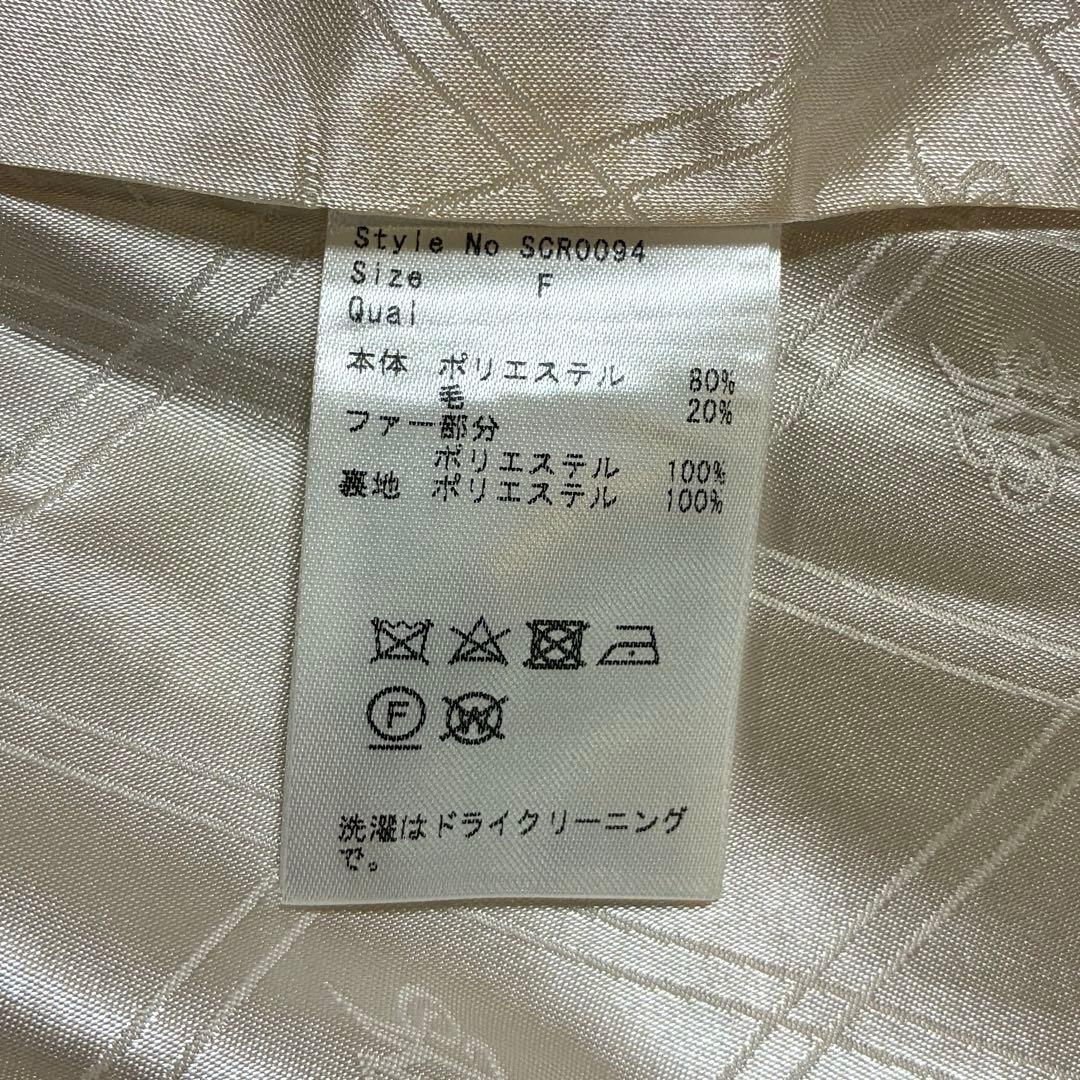 Style No SCR0094
Size F
Qual
本体 ポリエステル 80%
毛 20%
ファー部分
ポリエステル 100%
裏地 ポリエステル 100%
F
W
洗濯はドライクリーニング
で。